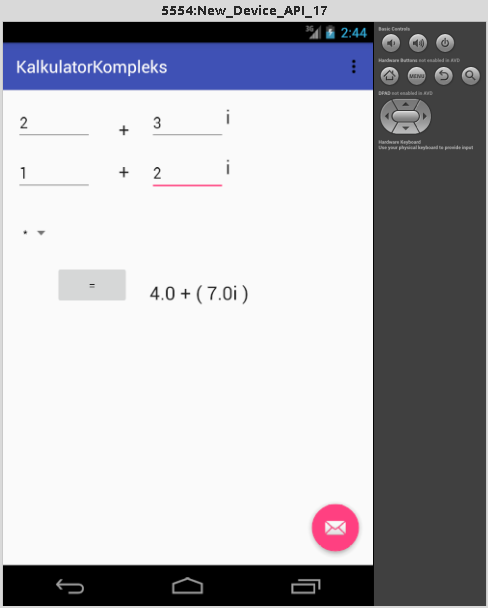 5554:New_Device_API_17
3G 2:44
KalkulatorKompleks
2 + 3 i
1 + 2 i
*
= 4.0 + ( 7.0i )
Basic Controls
Hardware Buttons not enabled in AVD
MENU
DPAD not enabled in AVD
Hardware Keyboard
Use your physical keyboard to provide input